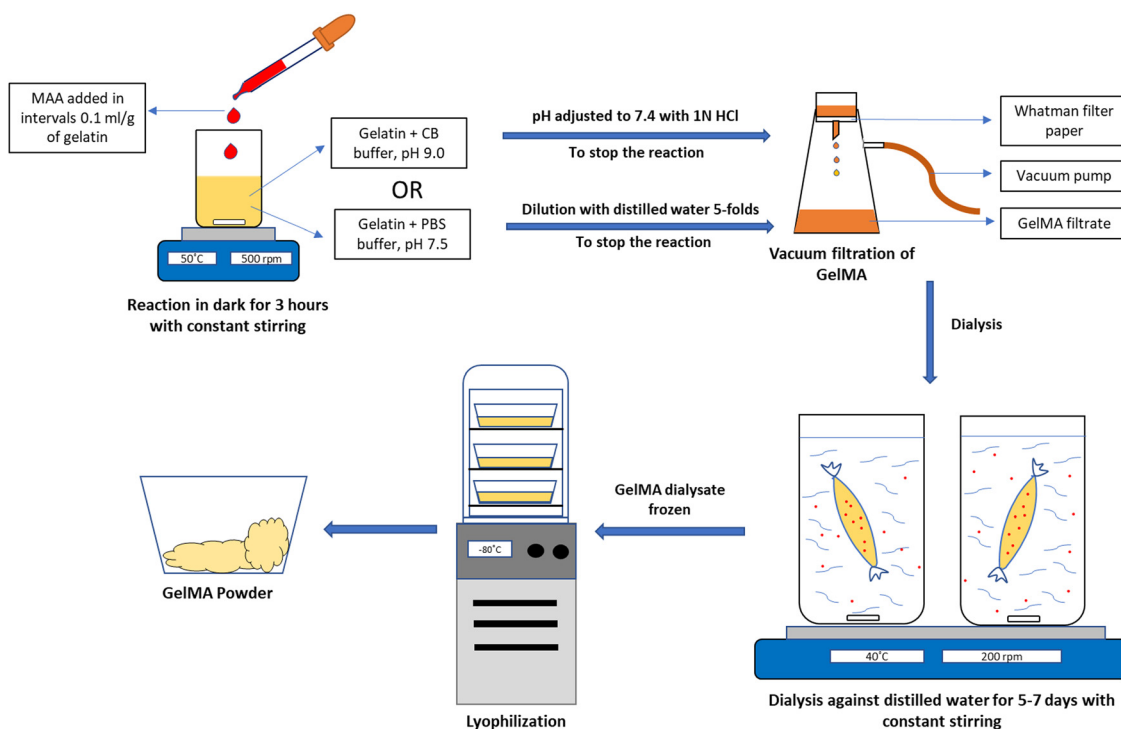 MAA added in
intervals 0.1 ml/g
of gelatin
Gelatin + CB
buffer, pH 9.0
OR
Gelatin + PBS
buffer, pH 7.5
50˚C
500 rpm
Reaction in dark for 3 hours
with constant stirring
pH adjusted to 7.4 with 1N HCl
To stop the reaction
Dilution with distilled water 5-folds
To stop the reaction
Whatman filter
paper
Vacuum pump
GelMA filtrate
Vacuum filtration of
GelMA
Dialysis
40˚C
200 rpm
Dialysis against distilled water for 5-7 days with
constant stirring
GelMA dialysate
frozen
-80˚C
Lyophilization
GelMA Powder